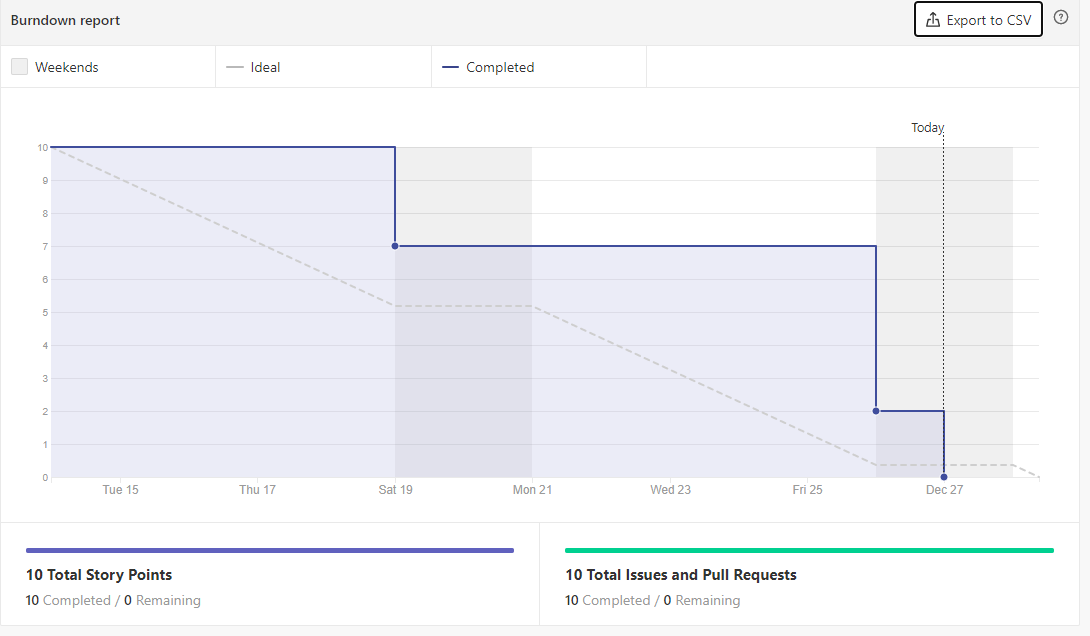 Burndown report
Export to CSV
Weekends
Ideal
Completed
Today
10
9
8
7
6
5
4
3
2
1
0
Tue 15 Thu 17 Sat 19 Mon 21 Wed 23 Fri 25 Dec 27
10 Total Story Points
10 Completed / 0 Remaining
10 Total Issues and Pull Requests
10 Completed / 0 Remaining